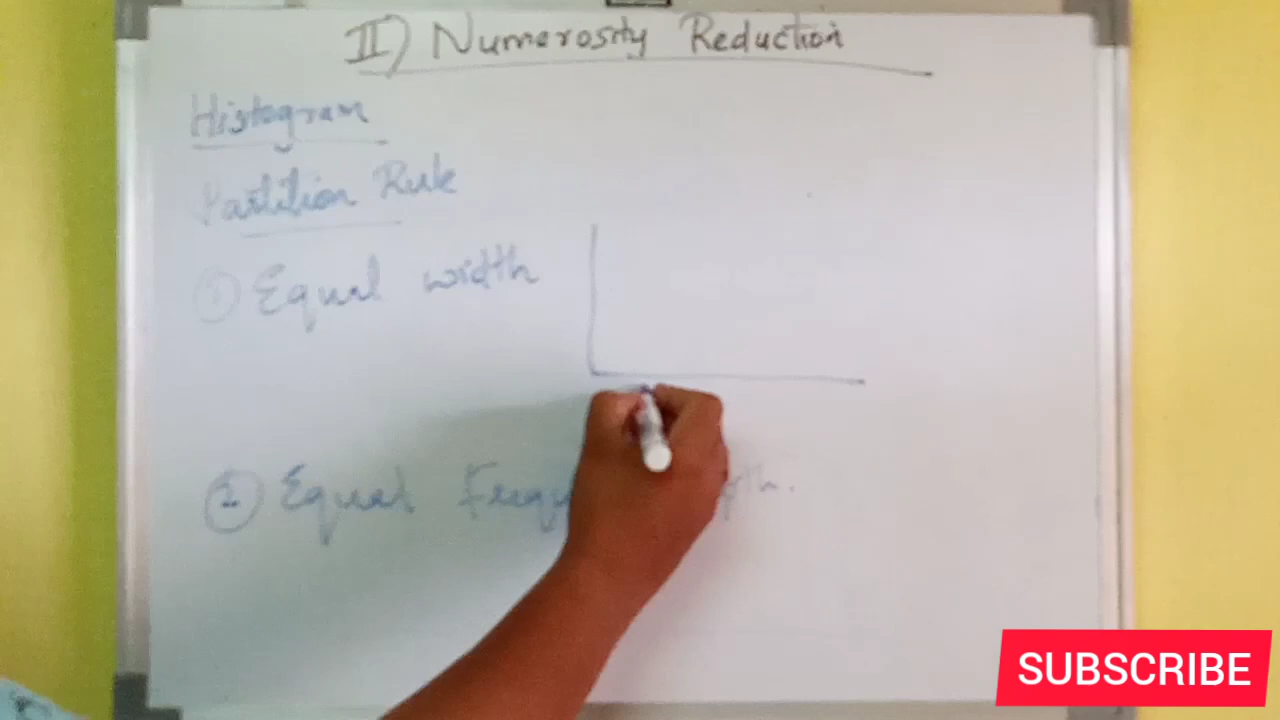 II) Numerosity Reduction
Histogram
Partition Rule
① Equal width
② Equal
SUBSCRIBE